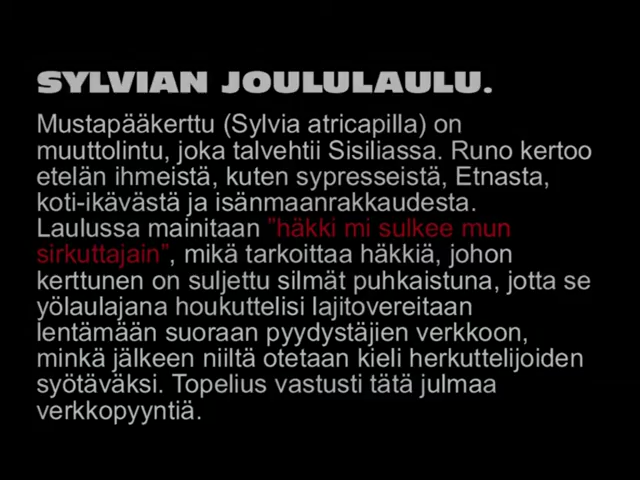 SYLVIAN JOULULAULU.
Mustapääkerttu (Sylvia atricapilla) on
muuttolintu, joka talvehtii Sisiliassa. Runo kertoo
etelän ihmeistä, kuten sypresseistä, Etnasta,
koti-ikävästä ja isänmaanrakkaudesta.
Laulussa mainitaan ”häkki mi sulkee mun
sirkuttajain”, mikä tarkoittaa häkkiä, johon
kerttunen on suljettu silmät puhkaistuna, jotta se
yölaulajana houkuttelisi lajitovereitaan
lentämään suoraan pyydystäjien verkkoon,
minkä jälkeen niiltä otetaan kieli herkuttelijoiden
syötäväksi. Topelius vastusti tätä julmaa
verkkopyyntiä.